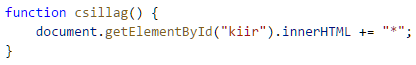 function csillag() {
    document.getElementById("kiir").innerHTML += "*";
}